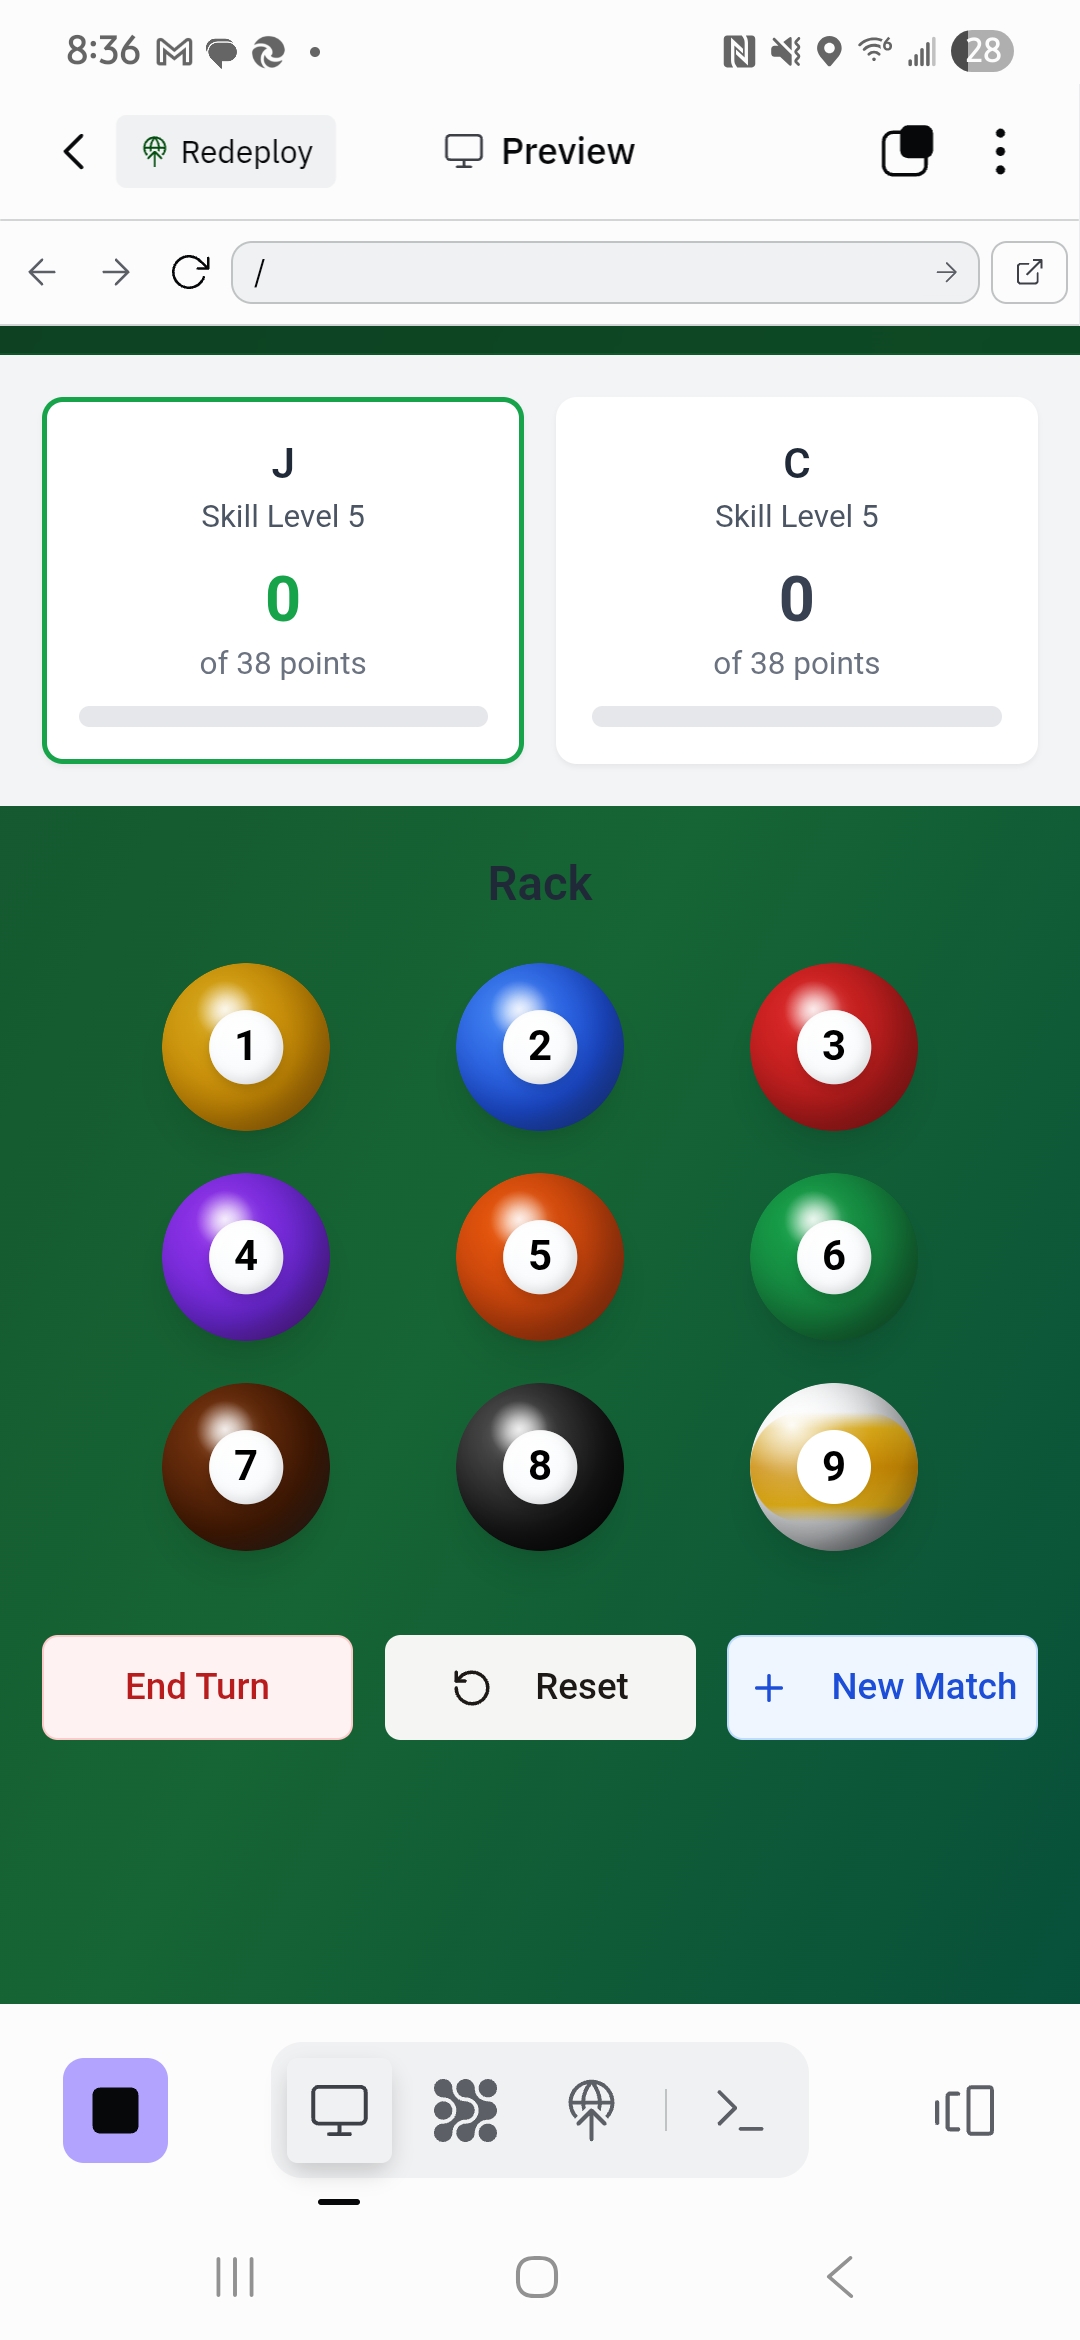 8:36
28
Redeploy
Preview
/
J
Skill Level 5
0
of 38 points
C
Skill Level 5
0
of 38 points
Rack
1 2 3
4 5 6
7 8 9
End Turn
Reset
New Match